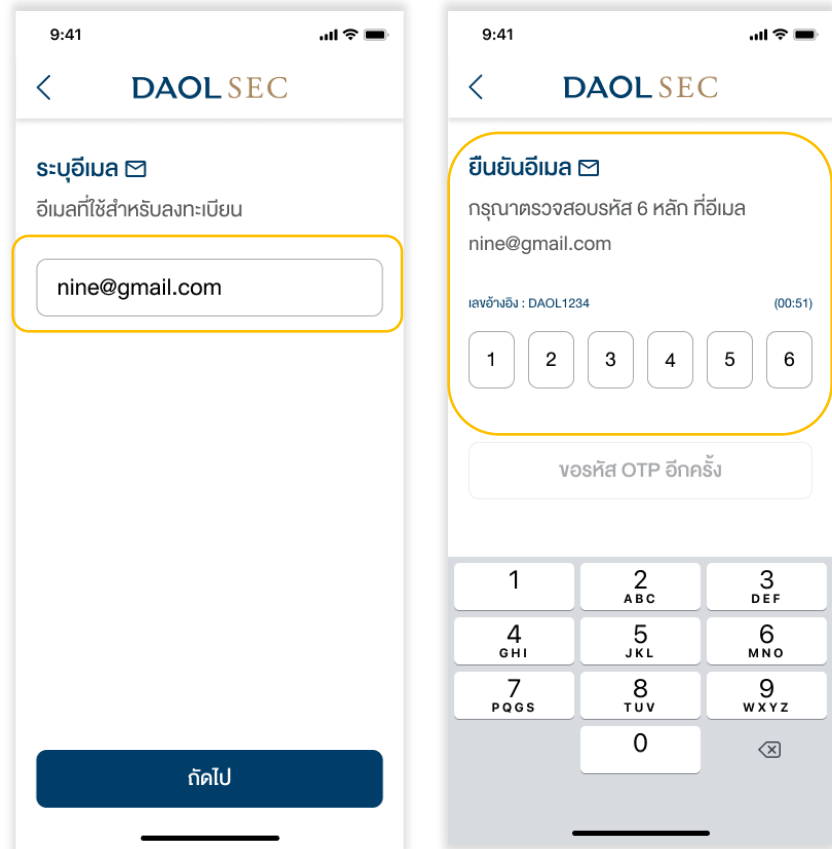 9:41
DAOL SEC
ระบุอีเมล
อีเมลที่ใช้สำหรับลงทะเบียน
nine@gmail.com
ถัดไป
9:41
DAOL SEC
ยืนยันอีเมล
กรุณาตรวจสอบรหัส 6 หลัก ที่อีเมล
nine@gmail.com
เลขอ้างอิง : DAOL1234 (00:51)
1 2 3 4 5 6
ขอรหัส OTP อีกครั้ง
1 2 3
ABC DEF
4 5 6
GHI JKL MNO
7 8 9
PQGS TUV WXYZ
0